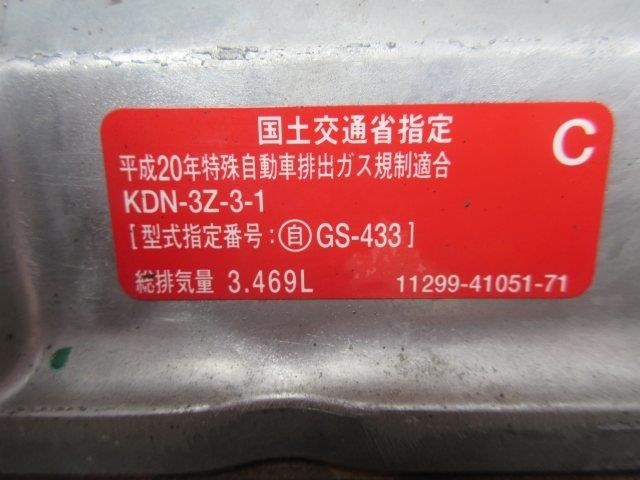 国土交通省指定
C
平成20年特殊自動車排出ガス規制適合
KDN-3Z-3-1
[型式指定番号:㊀GS-433]
総排気量 3.469L 11299-41051-71